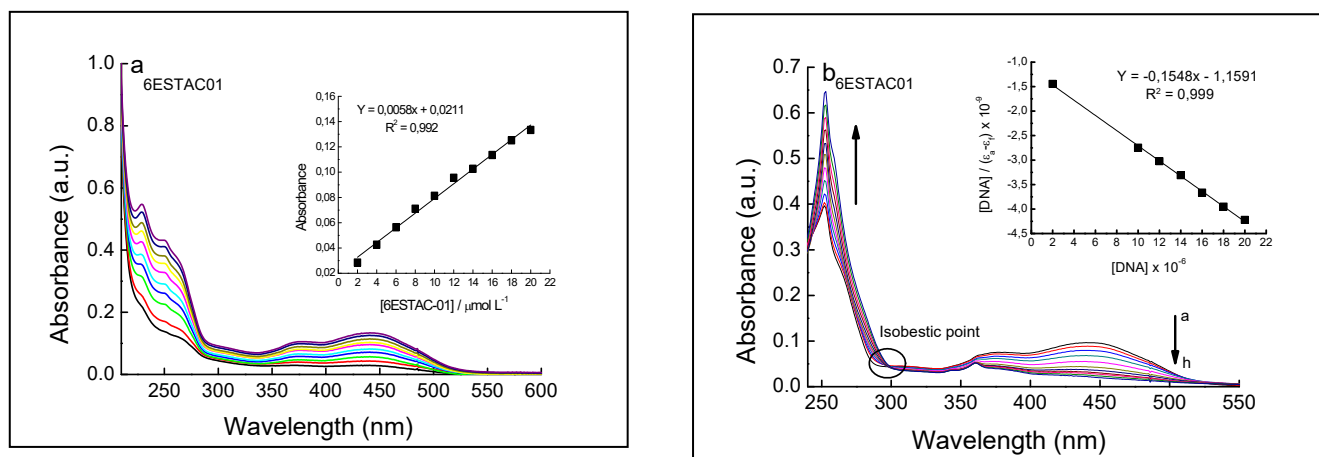 a
6ESTAC01
Y = 0,0058x + 0,0211
R² = 0,992
0,16
0,14
0,12
0,10
0,08
0,06
0,04
0,02
Absorbance
0 2 4 6 8 10 12 14 16 18 20 22
[6ESTAC-01] / μmol L⁻¹
1.0
0.8
0.6
0.4
0.2
0.0
Absorbance (a.u.)
250 300 350 400 450 500 550 600
Wavelength (nm)
b
6ESTAC01
Y = -0,1548x - 1,1591
R² = 0,999
-1,0
-1,5
-2,0
-2,5
-3,0
-3,5
-4,0
-4,5
[DNA] / (εa-εf) x 10⁻⁹
0 2 4 6 8 10 12 14 16 18 20 22
[DNA] x 10⁻⁶
Isobestic point
a
h
0.7
0.6
0.5
0.4
0.3
0.2
0.1
0.0
Absorbance (a.u.)
250 300 350 400 450 500 550
Wavelength (nm)